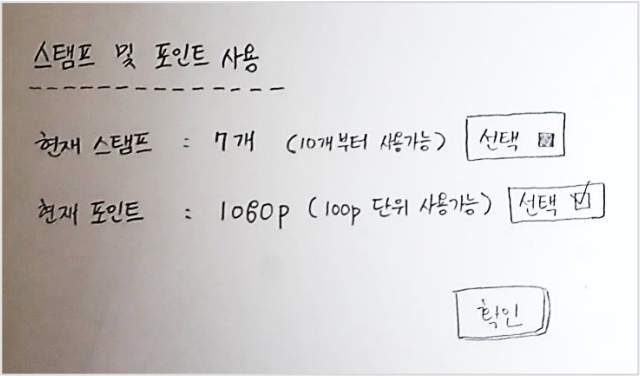 스탬프 및 포인트 사용
현재 스탬프 : 7개 (10개부터 사용가능) 선택
현재 포인트 : 1080p (100p 단위 사용가능) 선택
확인